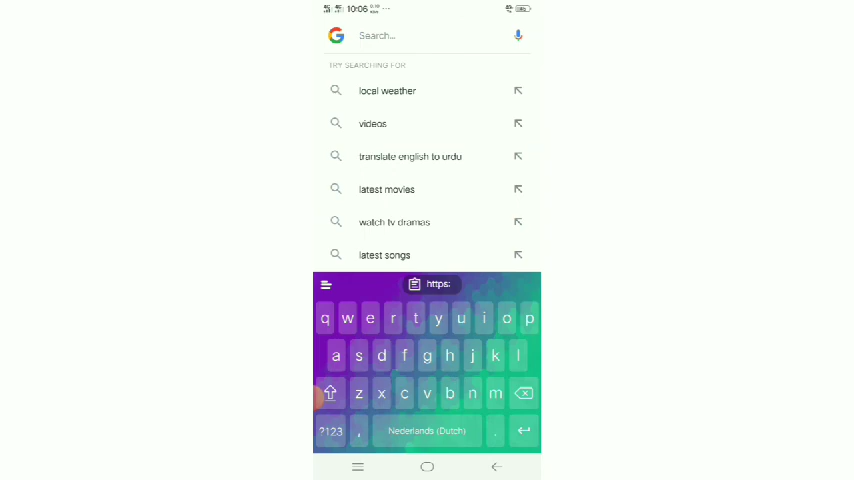 10:06
Search...
TRY SEARCHING FOR
local weather
videos
translate english to urdu
latest movies
watch tv dramas
latest songs
https:
q w e r t y u i o p
a s d f g h j k l
z x c v b n m
?123 , Nederlands (Dutch) .